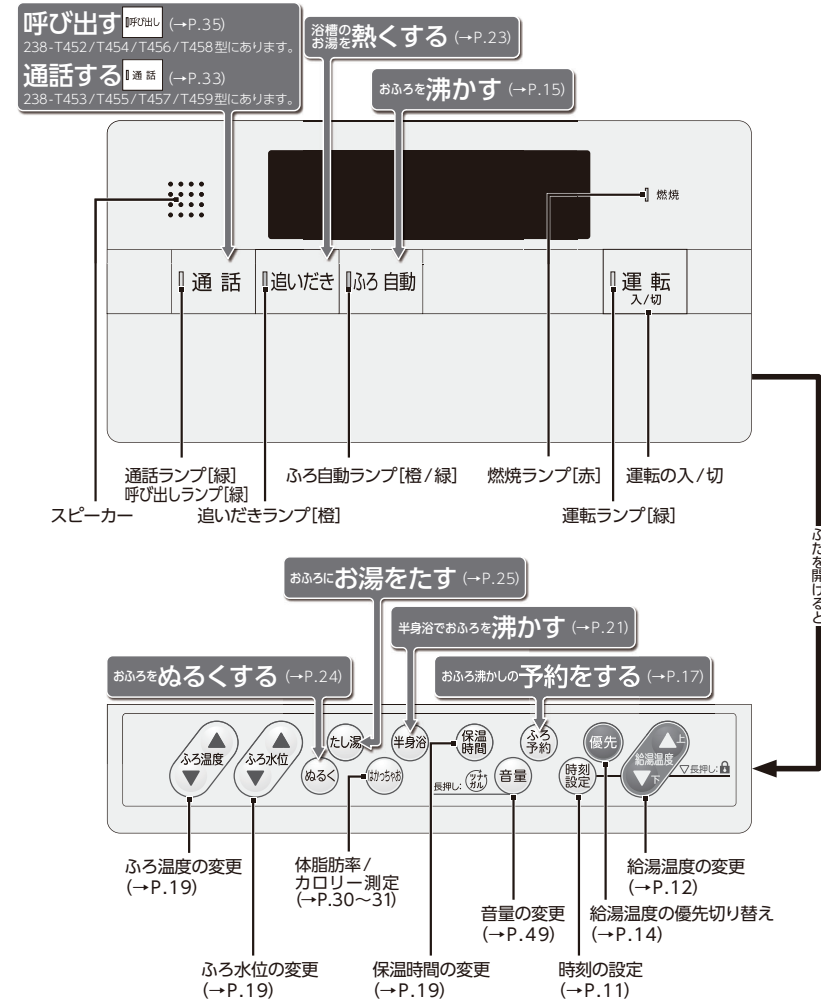 呼び出す 呼び出し (→P.35)
238-T452/T454/T456/T458型にあります。
通話する 通話 (→P.33)
238-T453/T455/T457/T459型にあります。
浴槽の
お湯を熱くする (→P.23)
おふろを沸かす (→P.15)
燃焼
通話
追いだき
ふろ自動
運転
入/切
通話ランプ[緑]
呼び出しランプ[緑]
ふろ自動ランプ[橙/緑]
燃焼ランプ[赤]
運転の入/切
スピーカー
追いだきランプ[橙]
運転ランプ[緑]
ふたを開けると
おふろにお湯をたす (→P.25)
半身浴でおふろを沸かす (→P.21)
おふろをぬるくする (→P.24)
おふろ沸かしの予約をする (→P.17)
ふろ温度
ふろ水位
たし湯
半身浴
保温
時間
ふろ
予約
優先
給湯温度
上
下
▽長押し:
ぬるく
はかっちゃお
長押し:
ツナ
ガル
音量
時刻
設定
ふろ温度の変更
(→P.19)
体脂肪率/
カロリー測定
(→P.30~31)
給湯温度の変更
(→P.12)
音量の変更
(→P.49)
給湯温度の優先切り替え
(→P.14)
ふろ水位の変更
(→P.19)
保温時間の変更
(→P.19)
時刻の設定
(→P.11)